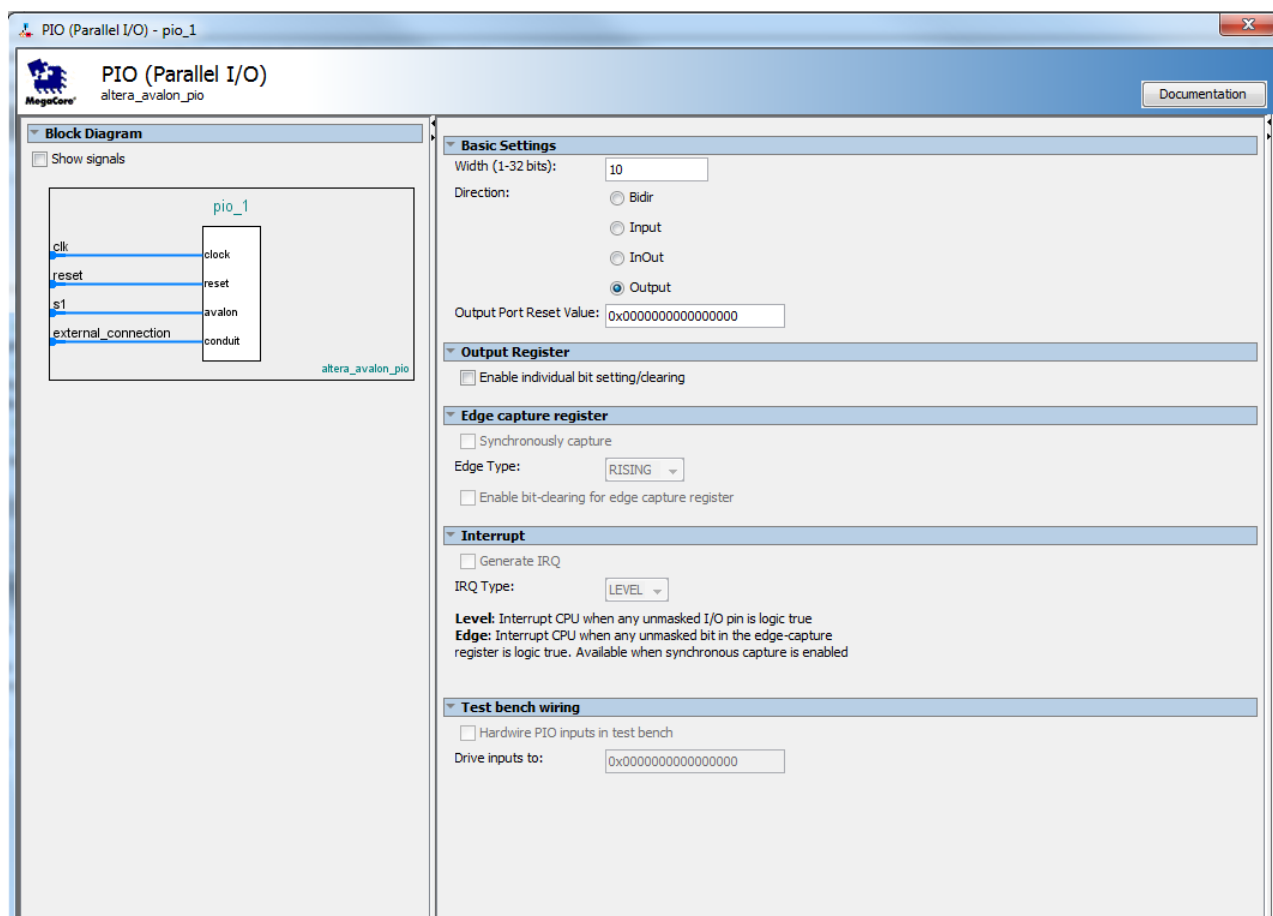 PIO (Parallel I/O) - pio_1
PIO (Parallel I/O)
altera_avalon_pio
MegaCore®
Documentation
Block Diagram
Show signals
pio_1
clk
clock
reset
reset
s1
avalon
external_connection
conduit
altera_avalon_pio
Basic Settings
Width (1-32 bits): 10
Direction:
Bidir
Input
InOut
Output
Output Port Reset Value: 0x0000000000000000
Output Register
Enable individual bit setting/clearing
Edge capture register
Synchronously capture
Edge Type: RISING
Enable bit-clearing for edge capture register
Interrupt
Generate IRQ
IRQ Type: LEVEL
Level: Interrupt CPU when any unmasked I/O pin is logic true
Edge: Interrupt CPU when any unmasked bit in the edge-capture
register is logic true. Available when synchronous capture is enabled
Test bench wiring
Hardwire PIO inputs in test bench
Drive inputs to: 0x0000000000000000